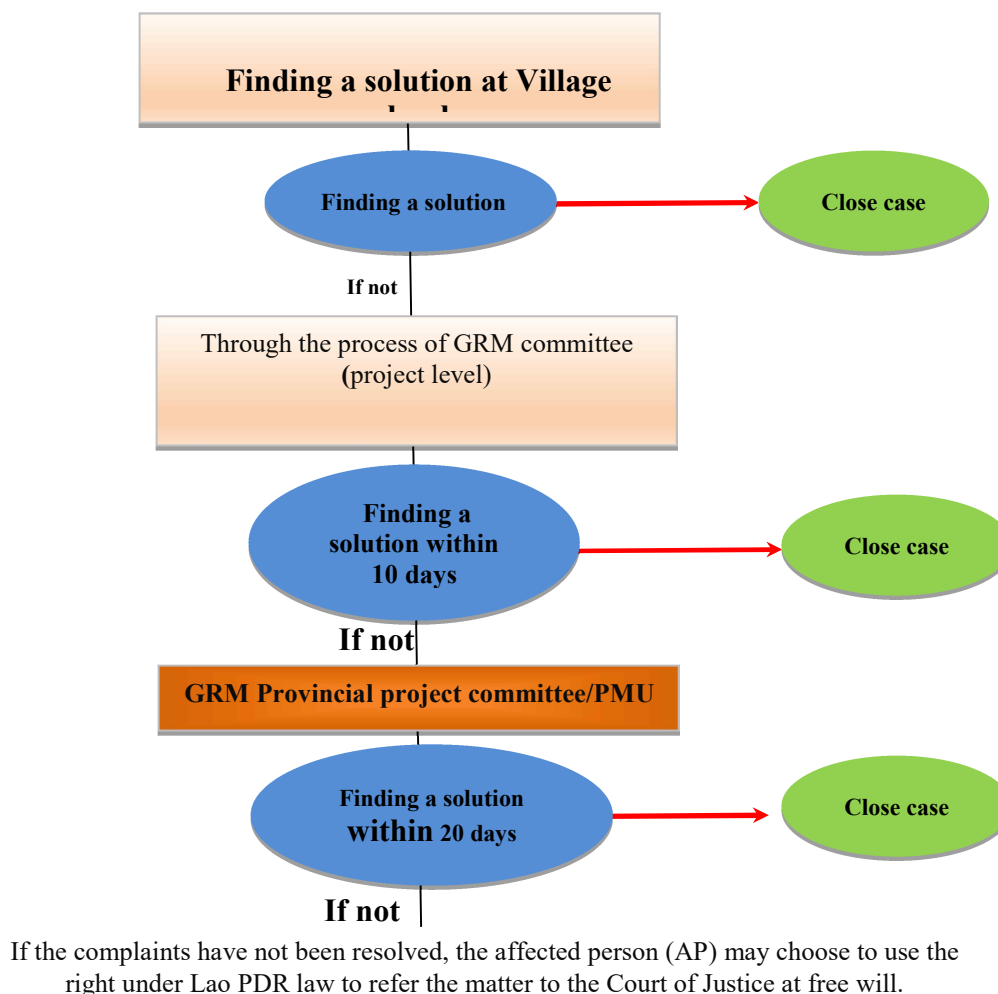 Finding a solution at Village
Finding a solution
Close case
If not
Through the process of GRM committee
(project level)
Finding a
solution within
10 days
Close case
If not
GRM Provincial project committee/PMU
Finding a solution
within 20 days
Close case
If not
If the complaints have not been resolved, the affected person (AP) may choose to use the
right under Lao PDR law to refer the matter to the Court of Justice at free will.